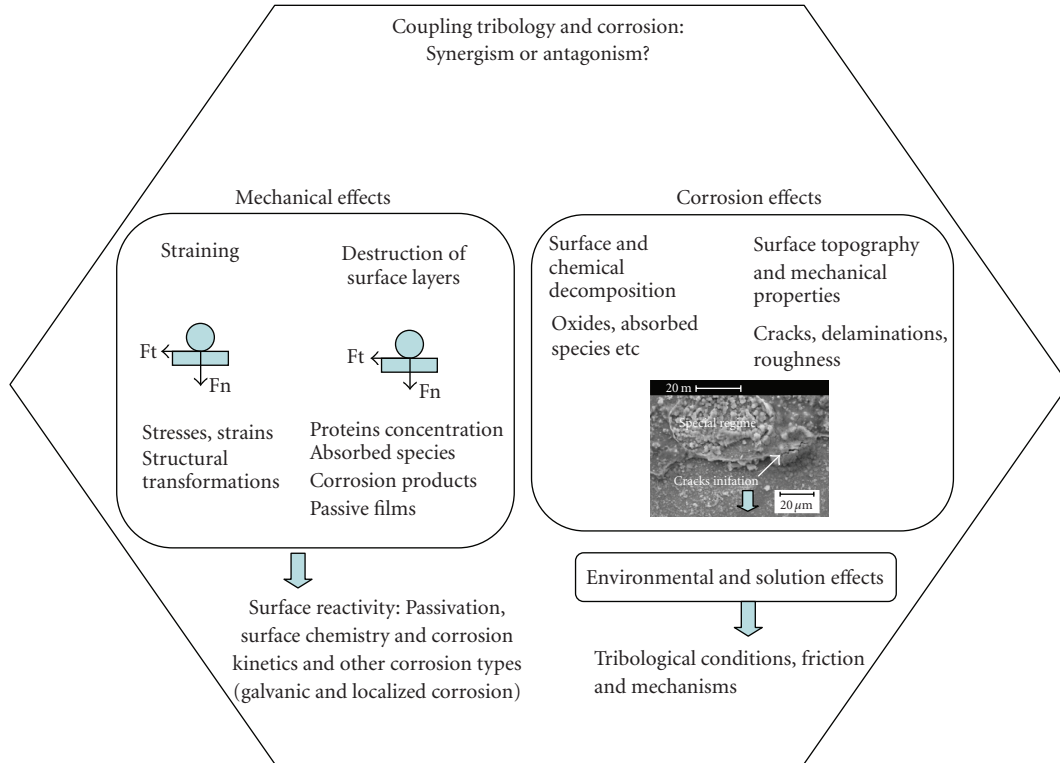 Coupling tribology and corrosion:
Synergism or antagonism?
Mechanical effects
Straining
Destruction of
surface layers
Ft
Fn
Ft
Fn
Stresses, strains
Structural
transformations
Proteins concentration
Absorbed species
Corrosion products
Passive films
Surface reactivity: Passivation,
surface chemistry and corrosion
kinetics and other corrosion types
(galvanic and localized corrosion)
Corrosion effects
Surface and
chemical
decomposition
Oxides, absorbed
species etc
Surface topography
and mechanical
properties
Cracks, delaminations,
roughness
20 m
Special regime
Cracks initation
20 μm
Environmental and solution effects
Tribological conditions, friction
and mechanisms